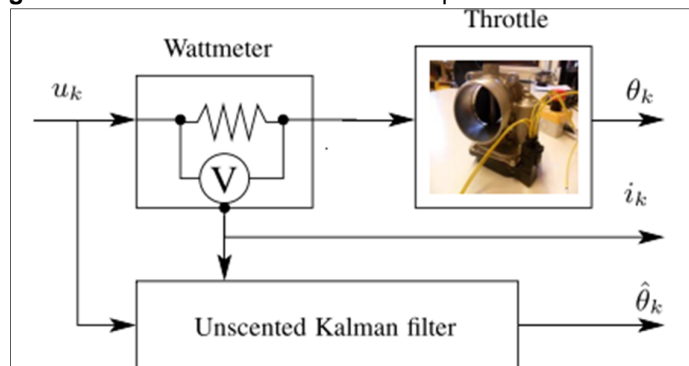 Throttle
Wattmeter
u_k
θ_k
V
i_k
θ̂_k
Unscented Kalman filter